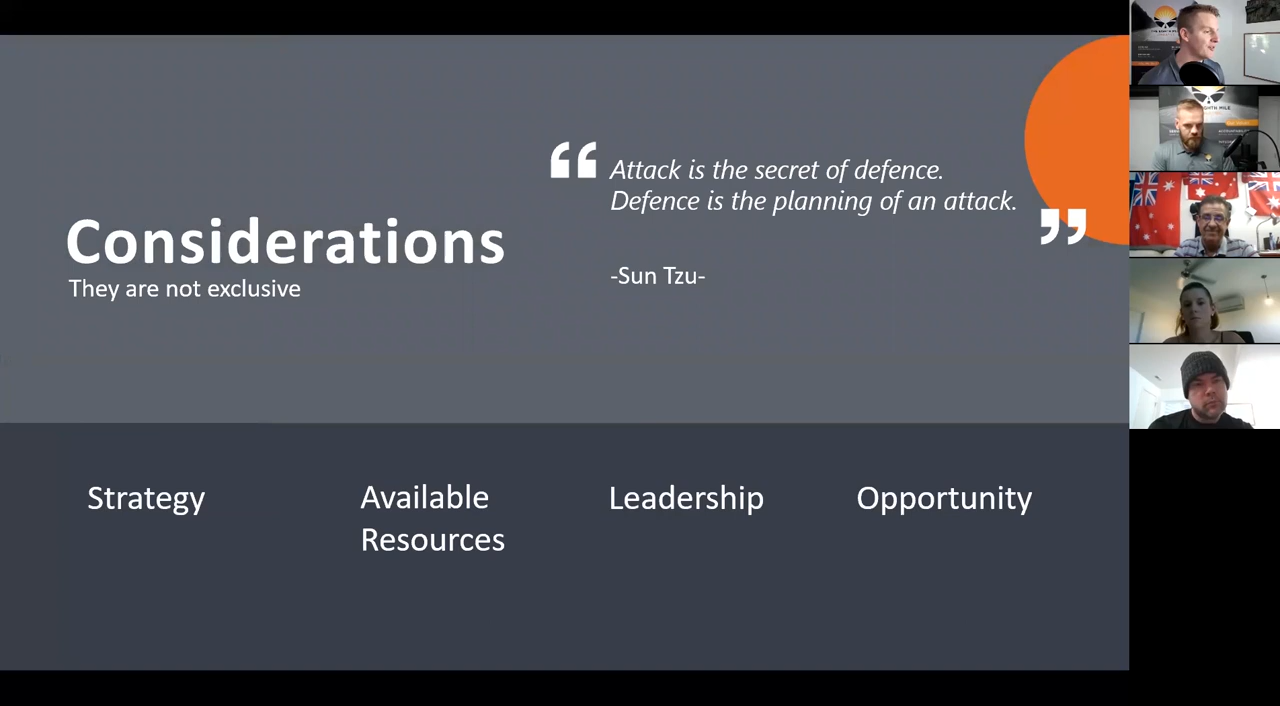 Considerations
They are not exclusive
“
Attack is the secret of defence.
Defence is the planning of an attack.
”
-Sun Tzu-
Strategy
Available
Resources
Leadership
Opportunity